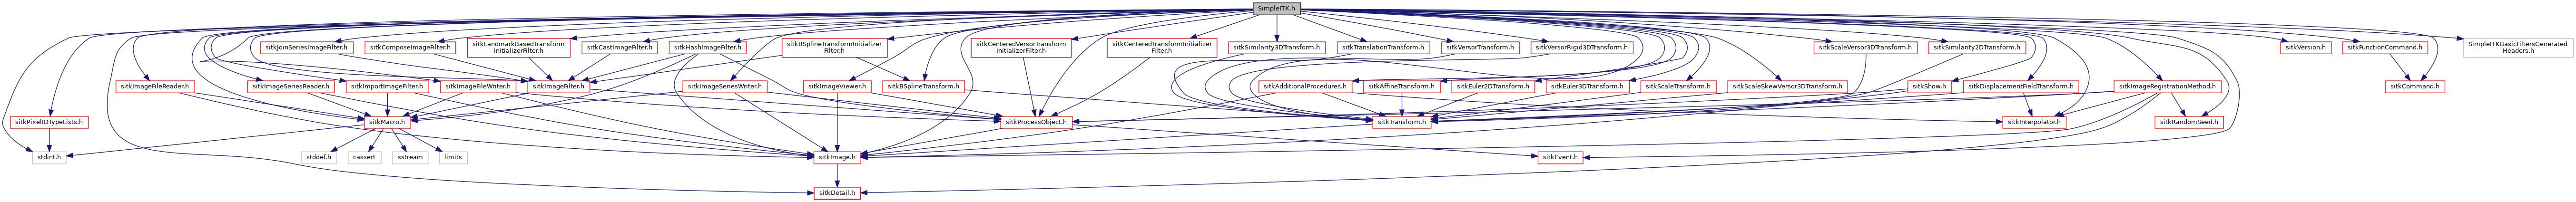 SimpleITK.h
sitkJoinSeriesImageFilter.h
sitkComposeImageFilter.h
sitkLandmarkBasedTransform
InitializerFilter.h
sitkCastImageFilter.h
sitkHashImageFilter.h
sitkBSplineTransformInitializer
Filter.h
sitkCenteredVersorTransform
InitializerFilter.h
sitkCenteredTransformInitializer
Filter.h
sitkSimilarity3DTransform.h
sitkTranslationTransform.h
sitkVersorTransform.h
sitkVersorRigid3DTransform.h
sitkScaleVersor3DTransform.h
sitkSimilarity2DTransform.h
sitkVersion.h
sitkFunctionCommand.h
SimpleITKBasicFiltersGenerated
Headers.h
sitkImageFileReader.h
sitkImageSeriesReader.h
sitkImportImageFilter.h
sitkImageFileWriter.h
sitkImageFilter.h
sitkImageSeriesWriter.h
sitkImageViewer.h
sitkBSplineTransform.h
sitkAdditionalProcedures.h
sitkAffineTransform.h
sitkEuler2DTransform.h
sitkEuler3DTransform.h
sitkScaleTransform.h
sitkScaleSkewVersor3DTransform.h
sitkShow.h
sitkDisplacementFieldTransform.h
sitkImageRegistrationMethod.h
sitkCommand.h
sitkPixelIDTypeLists.h
sitkMacro.h
sitkProcessObject.h
sitkTransform.h
sitkInterpolator.h
sitkRandomSeed.h
stdint.h
stddef.h
cassert
sstream
limits
sitkImage.h
sitkEvent.h
sitkDetail.h